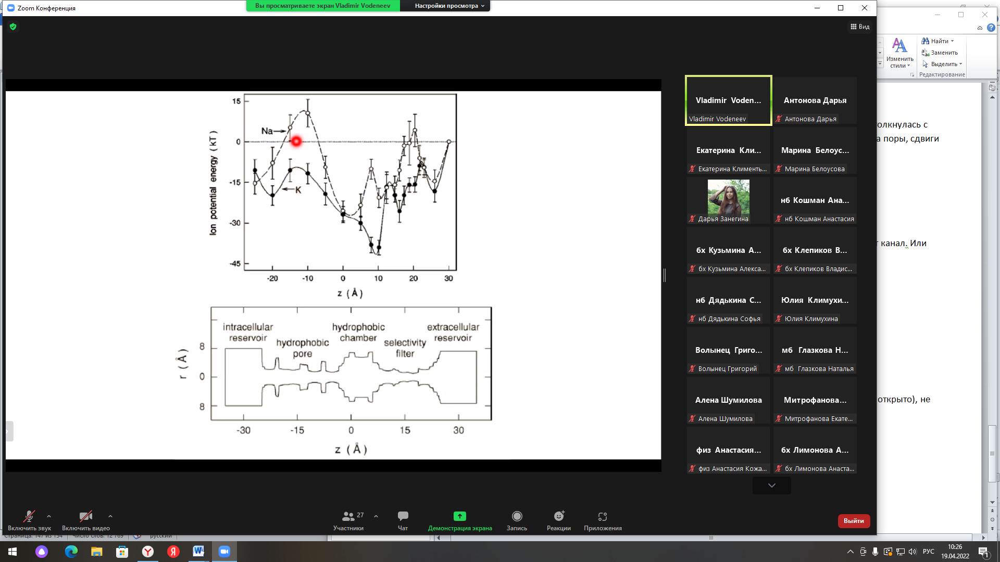 Zoom Конференция
Вы просматриваете экран Vladimir Vodeneev
Настройки просмотра
Вид
Найти
Заменить
Выделить
Изменить
стили
Редактирование
15
0
-15
-30
-45
Ion potential energy (kT)
Na
K
-20
-10
0
10
20
30
z (Å)
intracellular
reservoir
hydrophobic
pore
hydrophobic
chamber
selectivity
filter
extracellular
reservoir
8
0
8
r (Å)
-30
-15
0
15
30
z (Å)
Vladimir Voden...
Vladimir Vodeneev
Антонова Дарья
Антонова Дарья
Екатерина Кли...
Екатерина Клименть...
Марина Белоус...
Марина Белоусова
Дарья Занегина
нб Кошман Ана...
нб Кошман Анастасия
бх Кузьмина А...
бх Кузьмина Алекса...
бх Клепиков В...
бх Клепиков Владис...
нб Дядькина С...
нб Дядькина Софья
Юлия Климухи...
Юлия Климухина
Волынец Григо...
Волынец Григорий
мб Глазкова Н...
мб Глазкова Наталья
Алена Шумилова
Алена Шумилова
Митрофанова...
Митрофанова Екате...
физ Анастасия...
физ Анастасия Кожа...
бх Лимонова А...
бх Лимонова Анаста...
толкнулась с
а поры, сдвиги
канал. Или
открыто), не
Включить звук
Включить видео
27
Участники
Чат
Демонстрация экрана
Запись
Реакции
Приложения
Выйти
Страница: 147 из 154
Число слов: 12 769
русский
РУС
10:26
19.04.2022
1